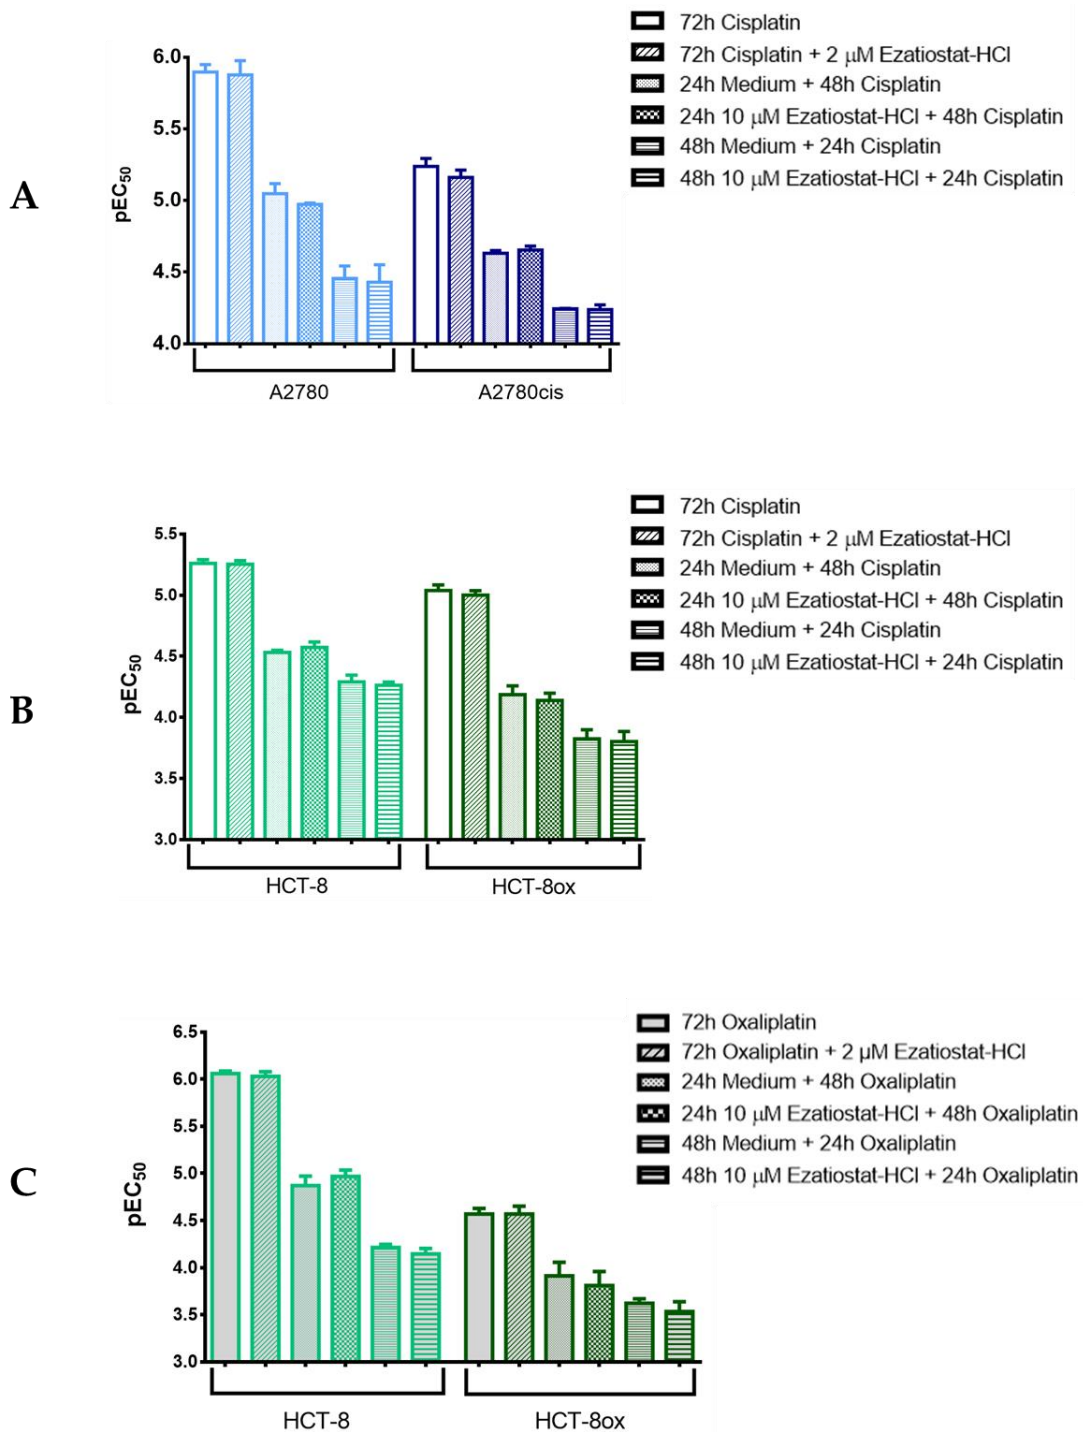 A
pEC50
6.0
5.5
5.0
4.5
4.0
A2780
A2780cis
72h Cisplatin
72h Cisplatin + 2 μM Ezatiostat-HCl
24h Medium + 48h Cisplatin
24h 10 μM Ezatiostat-HCl + 48h Cisplatin
48h Medium + 24h Cisplatin
48h 10 μM Ezatiostat-HCl + 24h Cisplatin
B
pEC50
5.5
5.0
4.5
4.0
3.5
3.0
HCT-8
HCT-8ox
72h Cisplatin
72h Cisplatin + 2 μM Ezatiostat-HCl
24h Medium + 48h Cisplatin
24h 10 μM Ezatiostat-HCl + 48h Cisplatin
48h Medium + 24h Cisplatin
48h 10 μM Ezatiostat-HCl + 24h Cisplatin
C
pEC50
6.5
6.0
5.5
5.0
4.5
4.0
3.5
3.0
HCT-8
HCT-8ox
72h Oxaliplatin
72h Oxaliplatin + 2 µM Ezatiostat-HCl
24h Medium + 48h Oxaliplatin
24h 10 μM Ezatiostat-HCl + 48h Oxaliplatin
48h Medium + 24h Oxaliplatin
48h 10 μM Ezatiostat-HCl + 24h Oxaliplatin